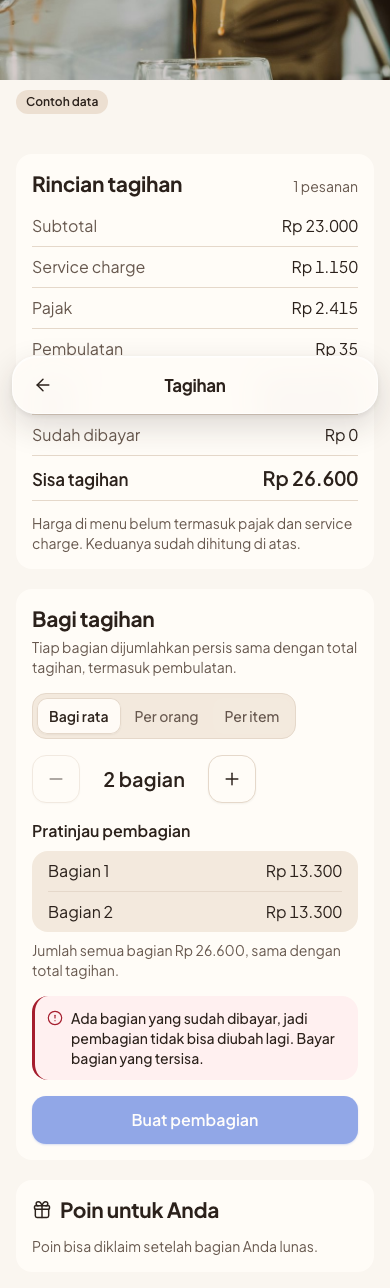 Contoh data
Rincian tagihan
1 pesanan
Subtotal
Rp 23.000
Service charge
Rp 1.150
Pajak
Rp 2.415
Pembulatan
Rp 35
Tagihan
Sudah dibayar
Rp 0
Sisa tagihan
Rp 26.600
Harga di menu belum termasuk pajak dan service
charge. Keduanya sudah dihitung di atas.
Bagi tagihan
Tiap bagian dijumlahkan persis sama dengan total
tagihan, termasuk pembulatan.
Bagi rata
Per orang
Per item
2 bagian
Pratinjau pembagian
Bagian 1
Rp 13.300
Bagian 2
Rp 13.300
Jumlah semua bagian Rp 26.600, sama dengan
total tagihan.
Ada bagian yang sudah dibayar, jadi
pembagian tidak bisa diubah lagi. Bayar
bagian yang tersisa.
Buat pembagian
Poin untuk Anda
Poin bisa diklaim setelah bagian Anda lunas.